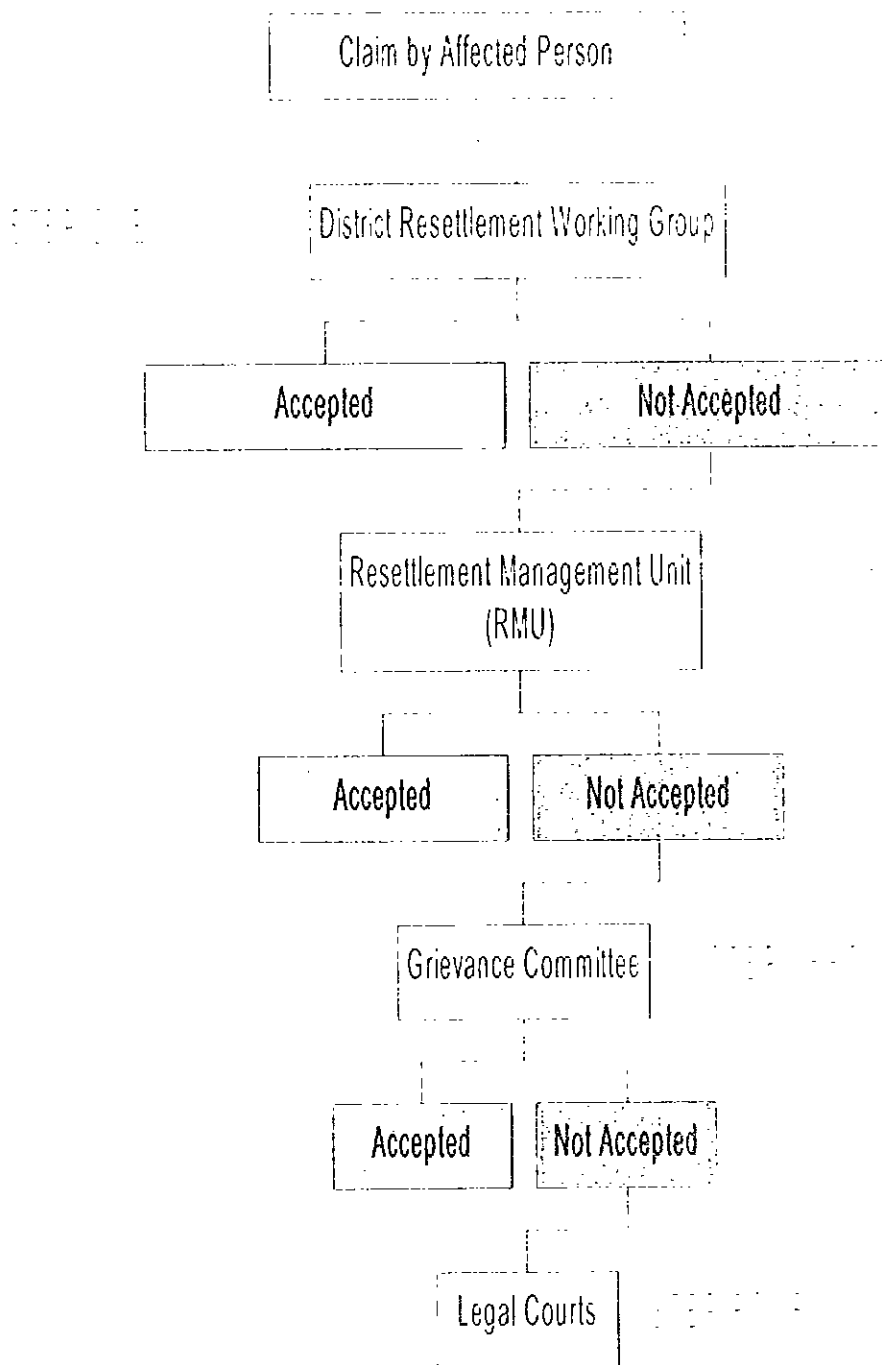 Claim by Affected Person
District Resettlement Working Group
Accepted
Not Accepted
Resettlement Management Unit
(RMU)
Accepted
Not Accepted
Grievance Committee
Accepted
Not Accepted
Legal Courts